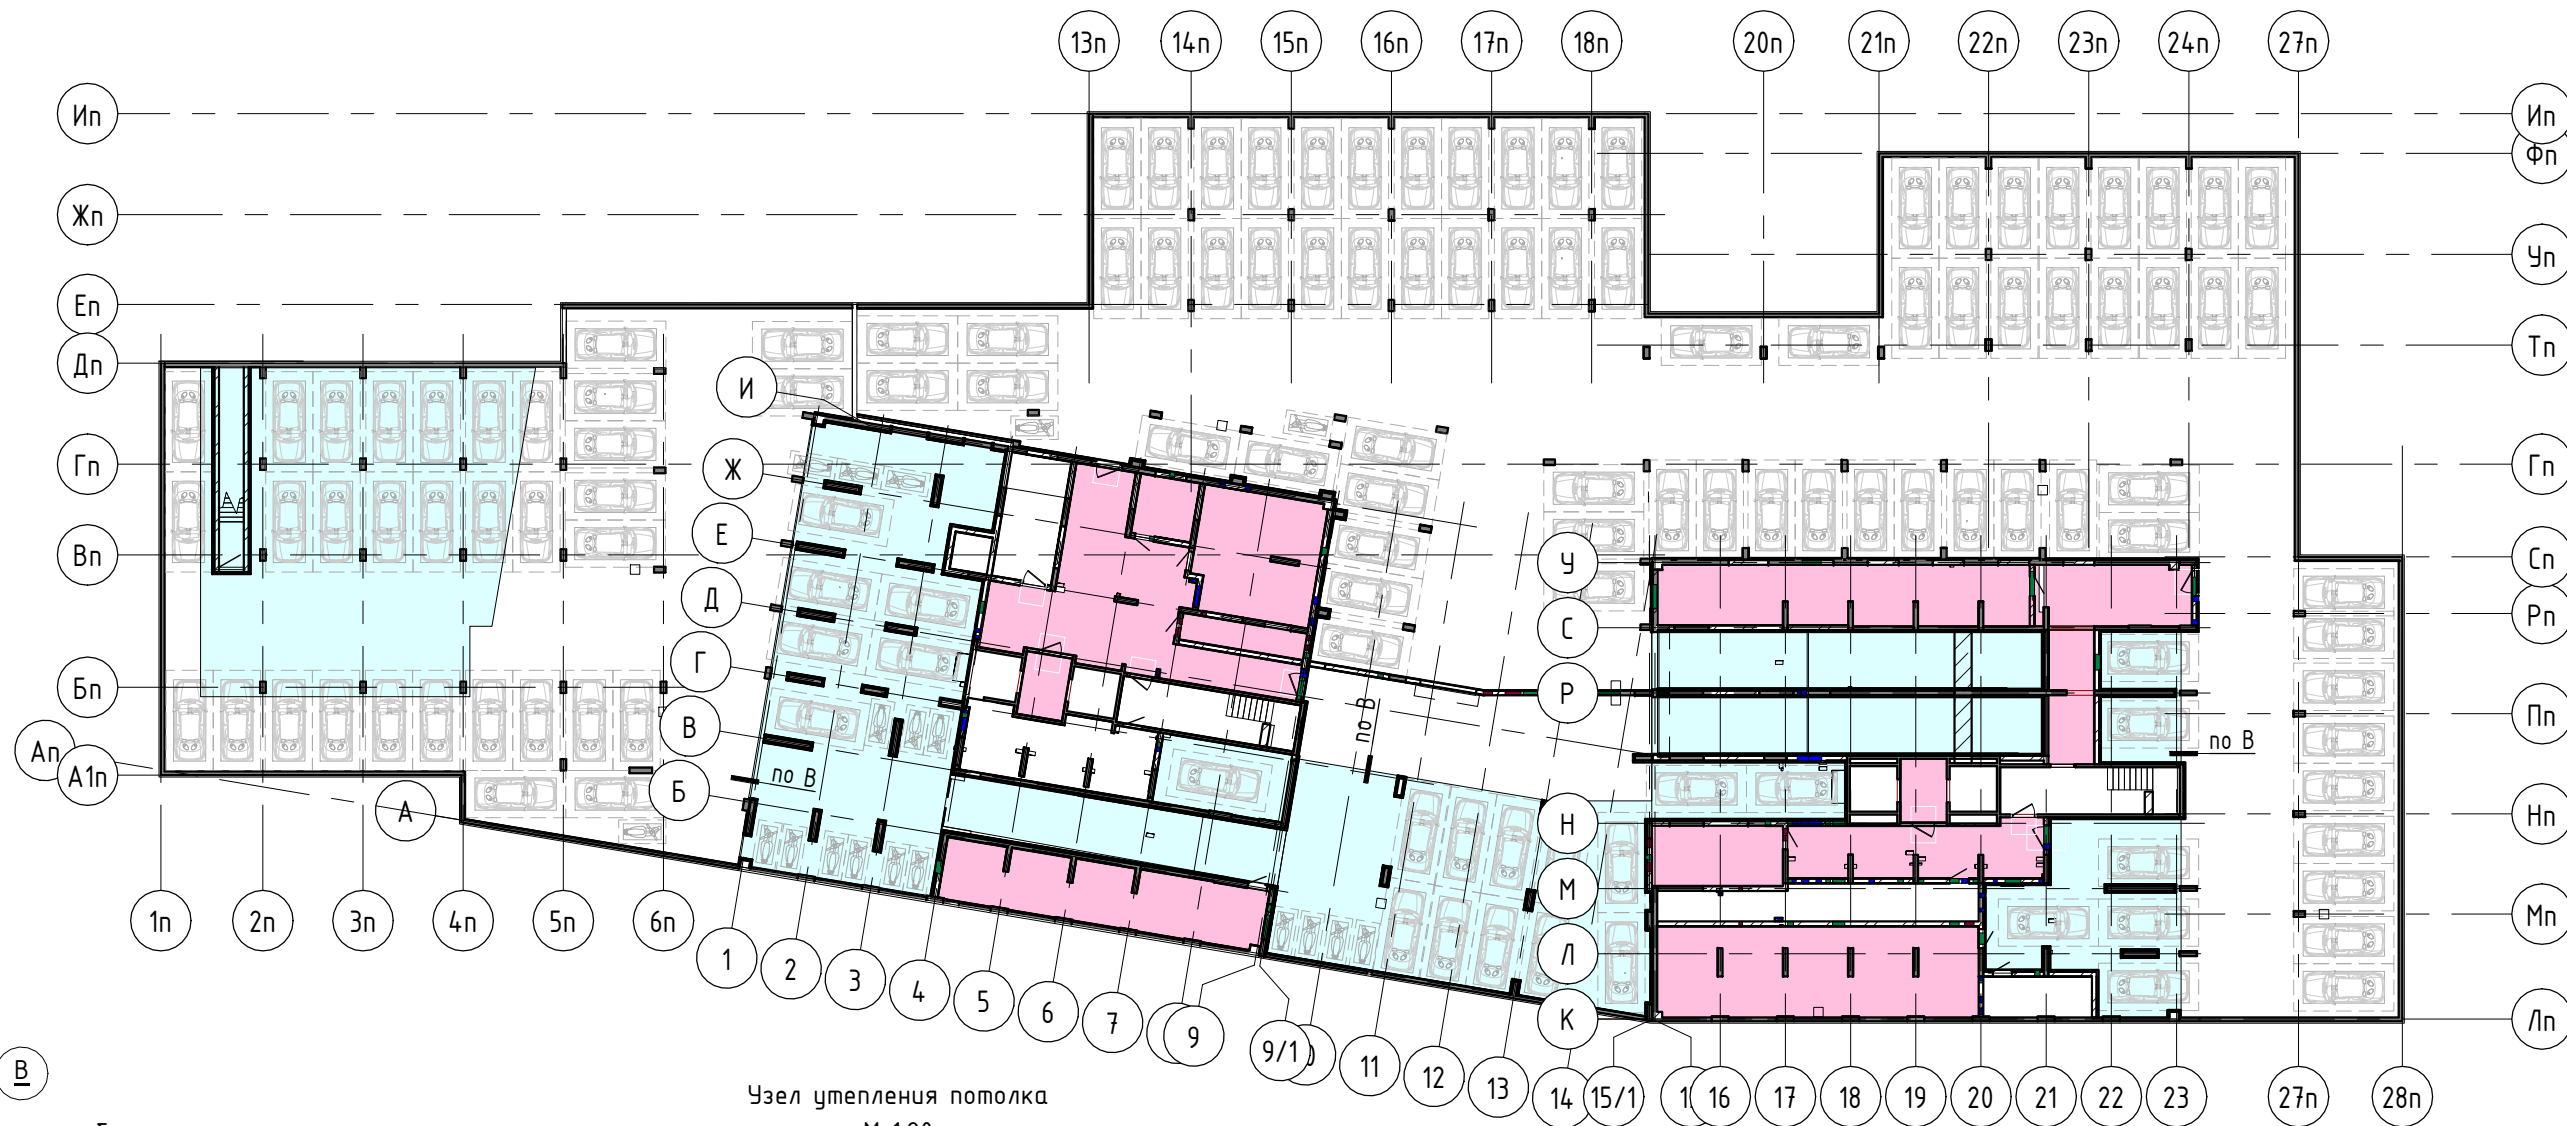 13п 14п 15п 16п 17п 18п 20п 21п 22п 23п 24п 27п
Ип Ип
Фп
Жп
Уп
Еп
Дп Тп
И
Гп Ж Гп
Вп Е У Сп
Д С Рп
Г
Бп Р Пп
В по В по В
Ап
А1п по В
Б
А Н Нп
М
1п 2п 3п 4п 5п 6п Мп
1 2 3 4 5 6 7 9 Л
К Лп
9/1 11 12 13 14 15/1 16 17 18 19 20 21 22 23 27п 28п
В
Узел утепления потолка